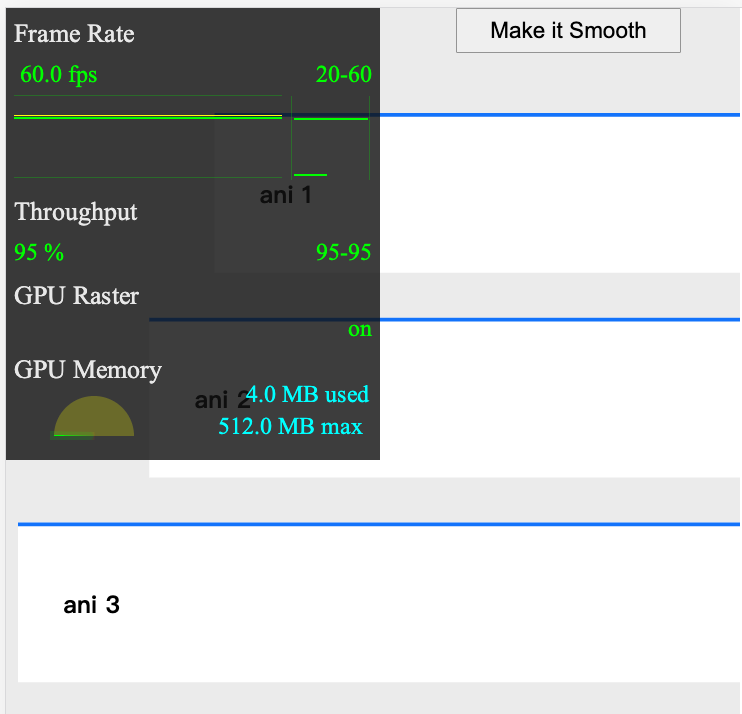 Frame Rate
Make it Smooth
60.0 fps 20-60
ani 1
Throughput
95 % 95-95
GPU Raster
on
GPU Memory
ani 2
4.0 MB used
512.0 MB max
ani 3